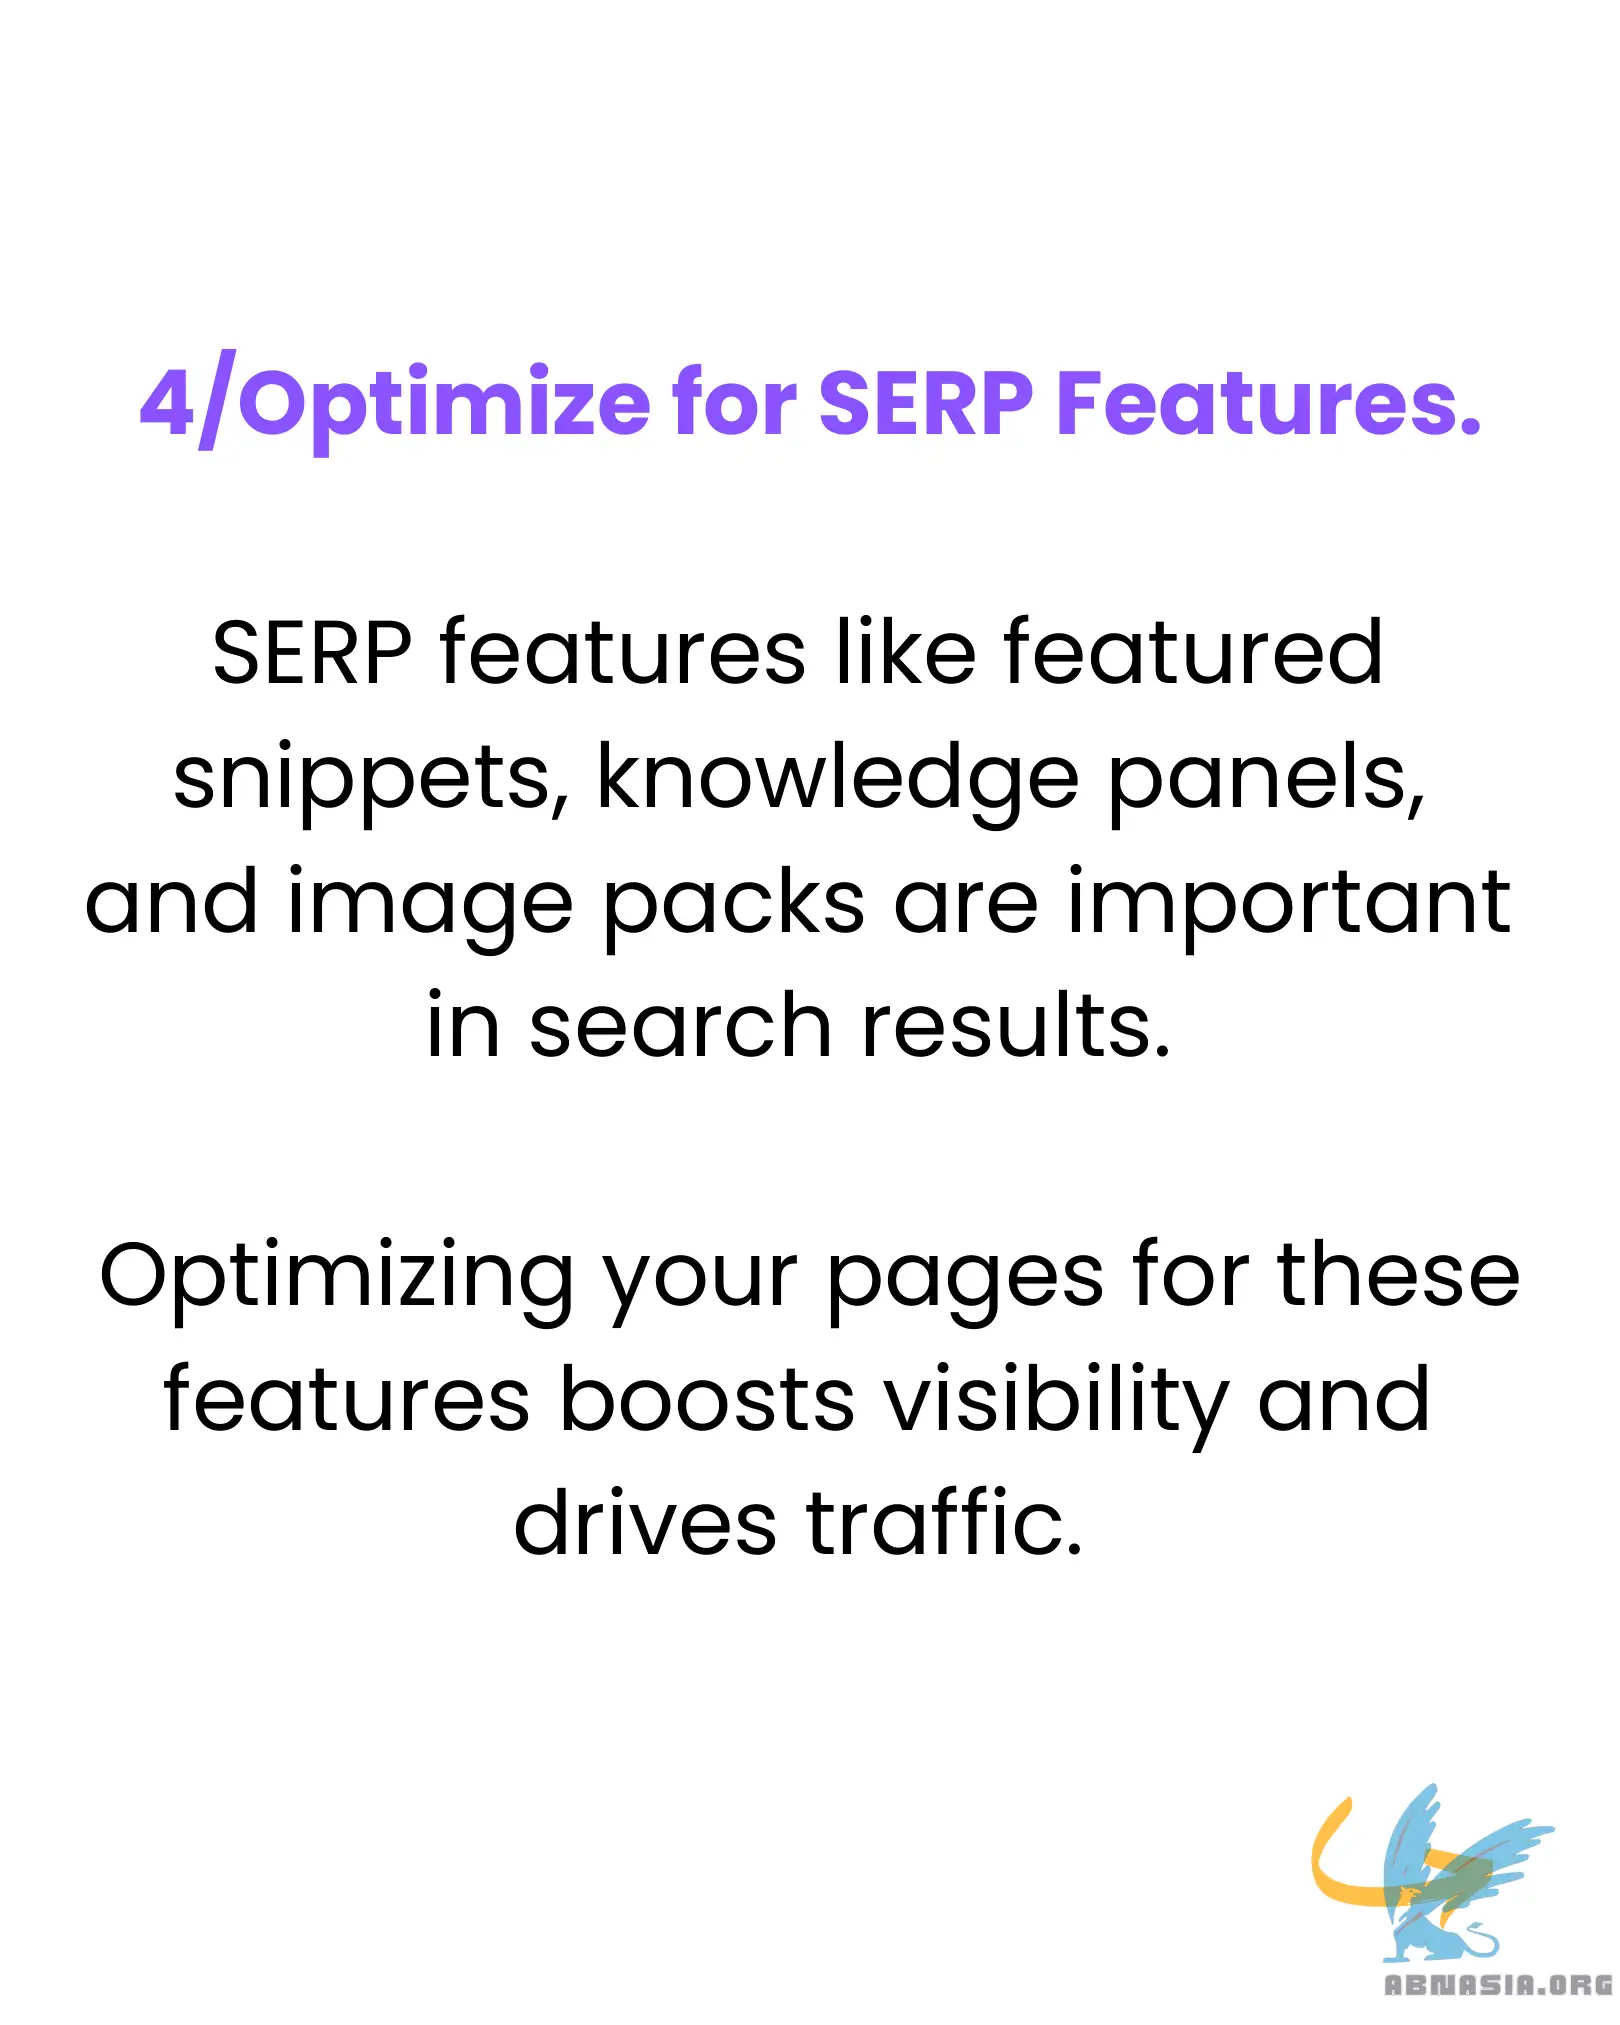 4/Optimize for SERP Features.
SERP features like featured
snippets, knowledge panels,
and image packs are important
in search results.
Optimizing your pages for these
features boosts visibility and
drives traffic.
ABNASIA.ORG